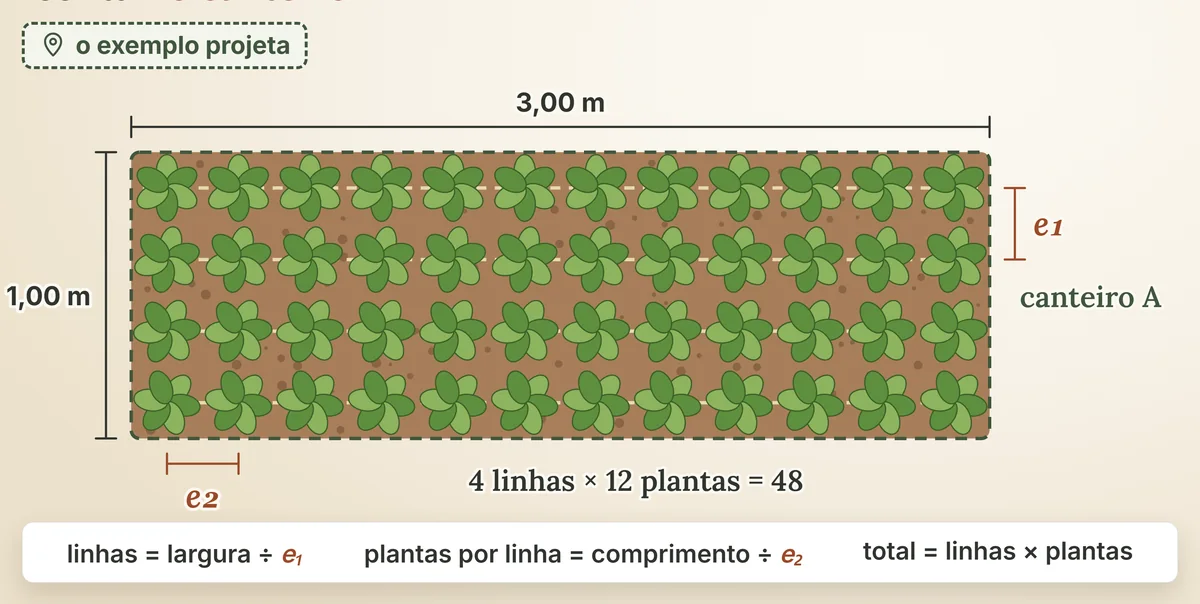 o exemplo projeta
3,00 m
1,00 m
e1
canteiro A
e2
4 linhas × 12 plantas = 48
linhas = largura ÷ e₁
plantas por linha = comprimento ÷ e₂
total = linhas × plantas